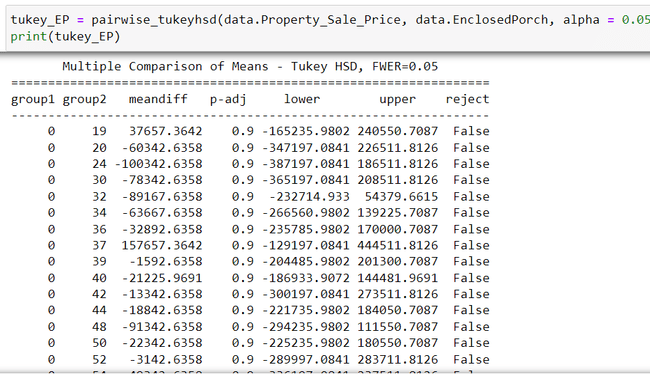 tukey_EP = pairwise_tukeyhsd(data.Property_Sale_Price, data.EnclosedPorch, alpha = 0.05
print(tukey_EP)
Multiple Comparison of Means - Tukey HSD, FWER=0.05
====================================================================
group1 group2 meandiff p-adj lower upper reject
--------------------------------------------------------------------
0 19 37657.3642 0.9 -165235.9802 240550.7087 False
0 20 -60342.6358 0.9 -347197.0841 226511.8126 False
0 24 -100342.6358 0.9 -387197.0841 186511.8126 False
0 30 -78342.6358 0.9 -365197.0841 208511.8126 False
0 32 -89167.6358 0.9 -232714.933 54379.6615 False
0 34 -63667.6358 0.9 -266560.9802 139225.7087 False
0 36 -32892.6358 0.9 -235785.9802 170000.7087 False
0 37 157657.3642 0.9 -129197.0841 444511.8126 False
0 39 -1592.6358 0.9 -204485.9802 201300.7087 False
0 40 -21225.9691 0.9 -186933.9072 144481.9691 False
0 42 -13342.6358 0.9 -300197.0841 273511.8126 False
0 44 -18842.6358 0.9 -221735.9802 184050.7087 False
0 48 -91342.6358 0.9 -294235.9802 111550.7087 False
0 50 -22342.6358 0.9 -225235.9802 180550.7087 False
0 52 -3142.6358 0.9 -289997.0841 283711.8126 False